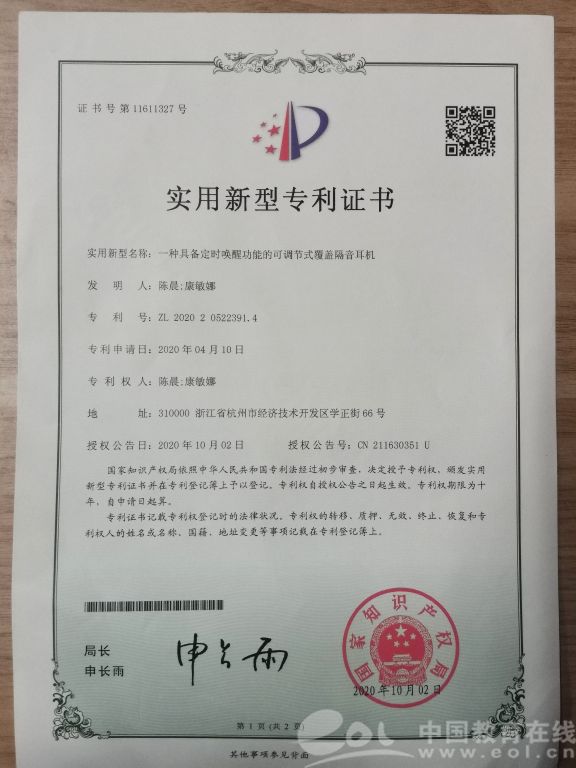 证书号第11611327号
实用新型专利证书
实用新型名称：一种具备定时唤醒功能的可调节式覆盖隔音耳机
发明人：陈晨;康敏娜
专利号：ZL 2020 2 0522391.4
专利申请日：2020年04月10日
专利权人：陈晨;康敏娜
地址：310000 浙江省杭州市经济技术开发区学正街66号
授权公告日：2020年10月02日 授权公告号：CN 211630351 U
国家知识产权局依照中华人民共和国专利法经过初步审查，决定授予专利权，颁发实用
新型专利证书并在专利登记簿上予以登记。专利权自授权公告之日起生效。专利权期限为十
年，自申请日起算。
专利证书记载专利权登记时的法律状况。专利权的转移、质押、无效、终止、恢复和专
利权人的姓名或名称、国籍、地址变更等事项记载在专利登记簿上。
局长
申长雨
申长雨
国家知识产权局
2020年10月02日
第1页(共2页)
其他事项参见背面
eol 中国教育在线
www.eol.cn